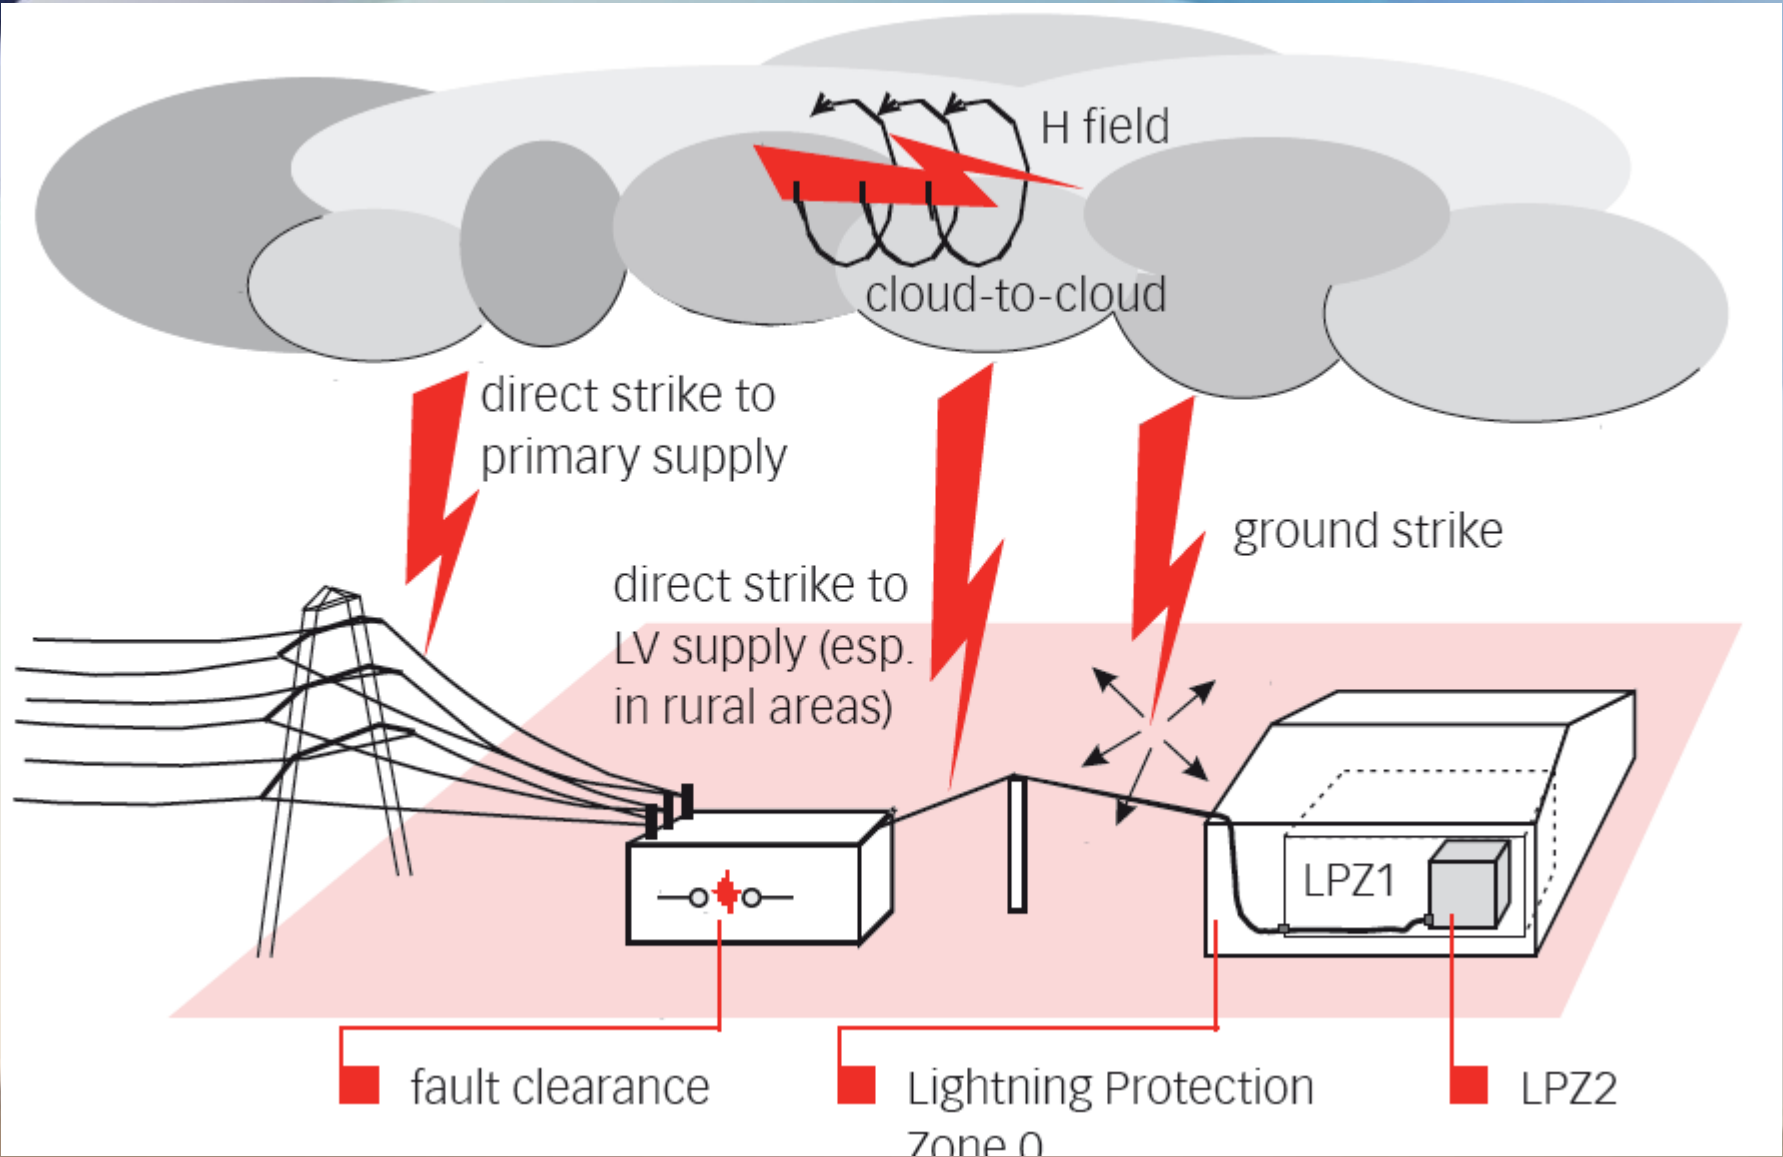 H field
cloud-to-cloud
direct strike to
primary supply
ground strike
direct strike to
LV supply (esp.
in rural areas)
LPZ1
fault clearance
Lightning Protection
Zone 0
LPZ2